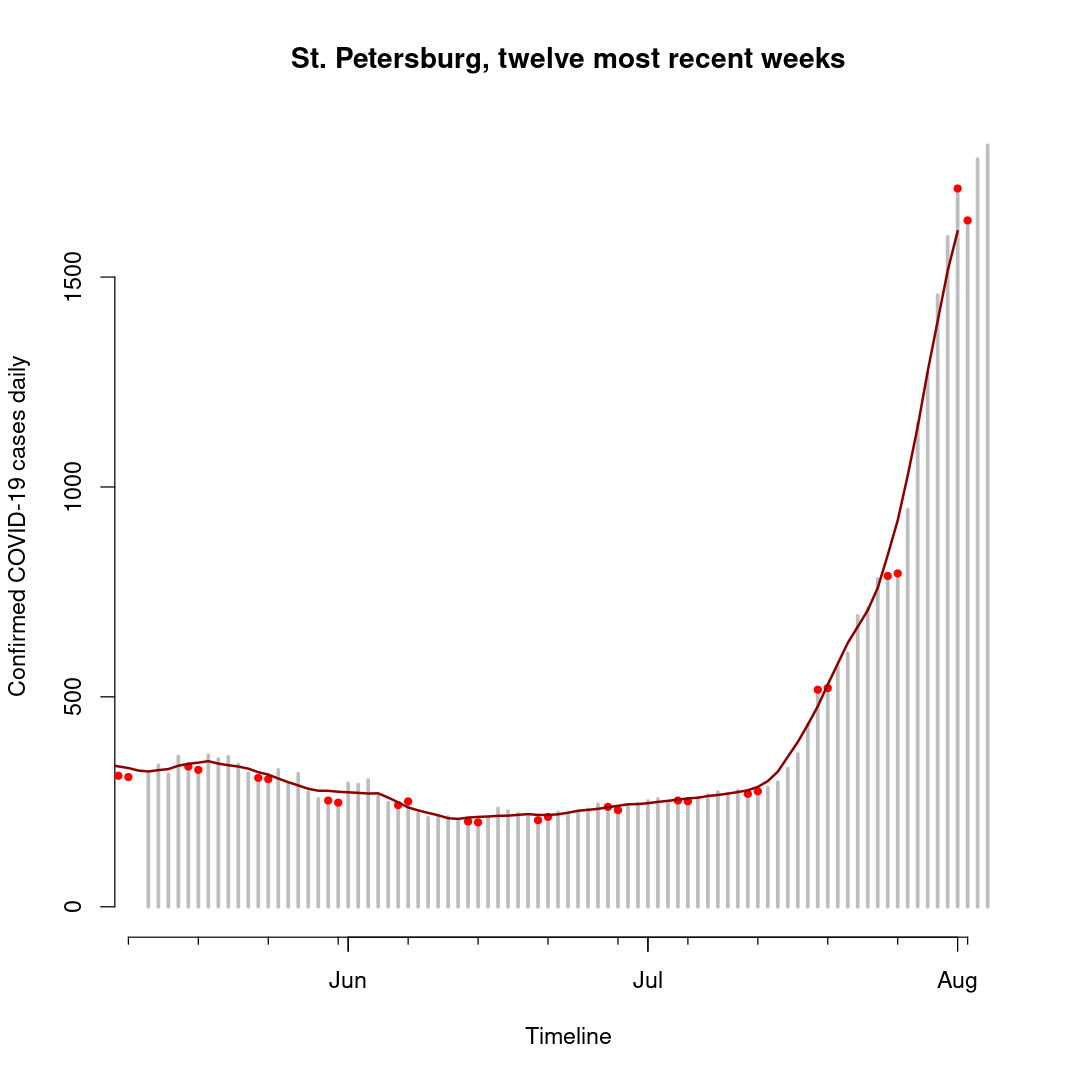 St. Petersburg, twelve most recent weeks
Confirmed COVID-19 cases daily
1500
1000
500
0
Jun Jul Aug
Timeline